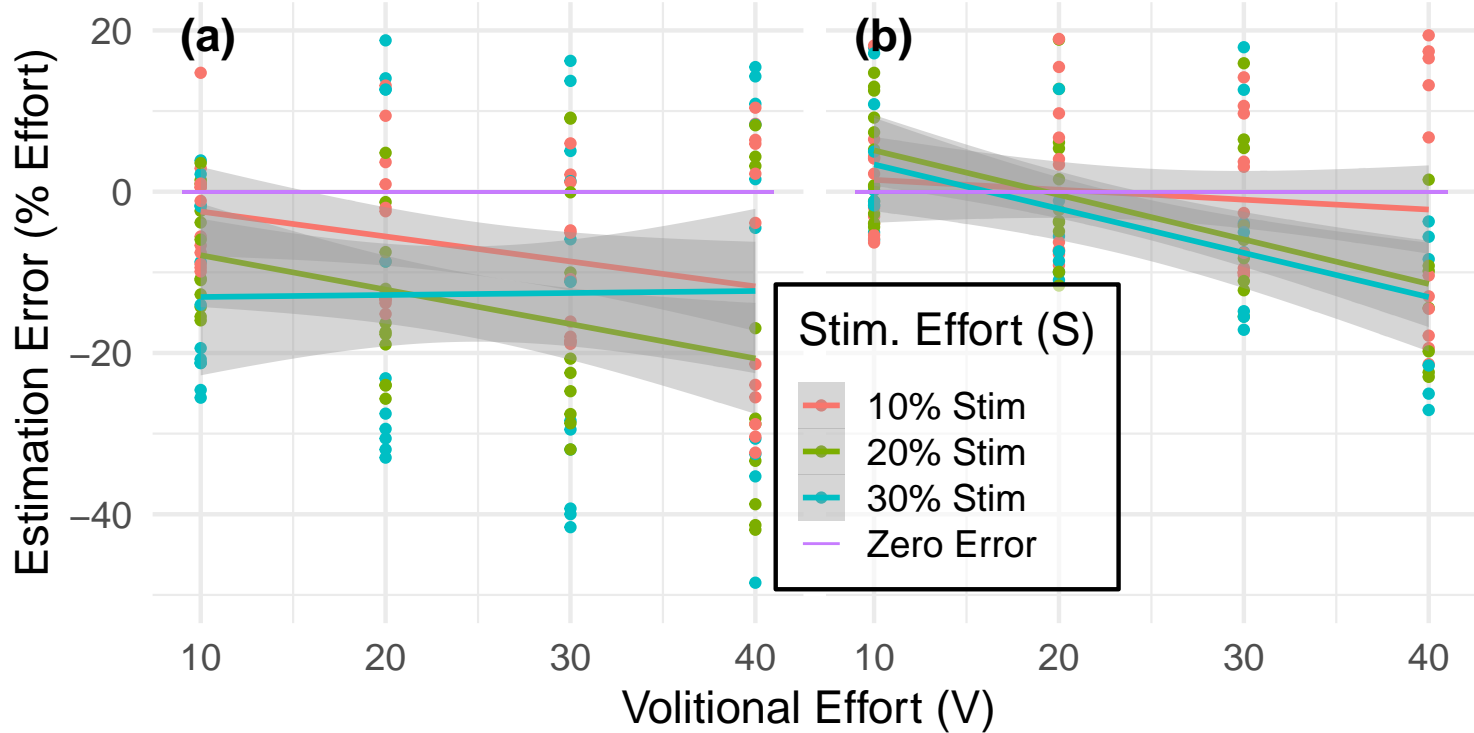 (a) (b)
Estimation Error (% Effort)
20
0
−20
−40
Stim. Effort (S)
10% Stim
20% Stim
30% Stim
Zero Error
10 20 30 40 10 20 30 40
Volitional Effort (V)